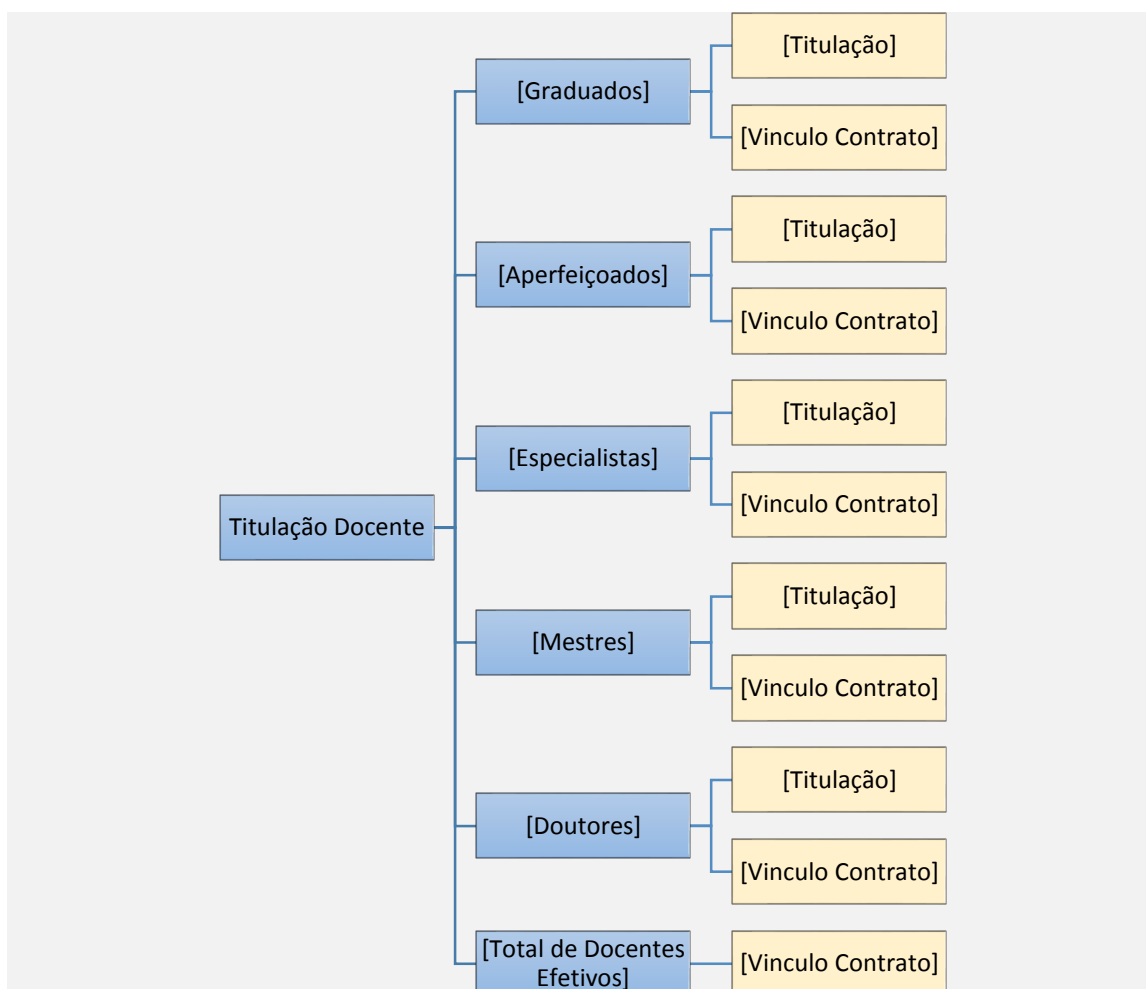 [Titulação]
[Graduados]
[Vinculo Contrato]
[Titulação]
[Aperfeiçoados]
[Vinculo Contrato]
[Titulação]
[Especialistas]
[Vinculo Contrato]
Titulação Docente
[Titulação]
[Mestres]
[Vinculo Contrato]
[Titulação]
[Doutores]
[Vinculo Contrato]
[Total de Docentes
Efetivos]
[Vinculo Contrato]